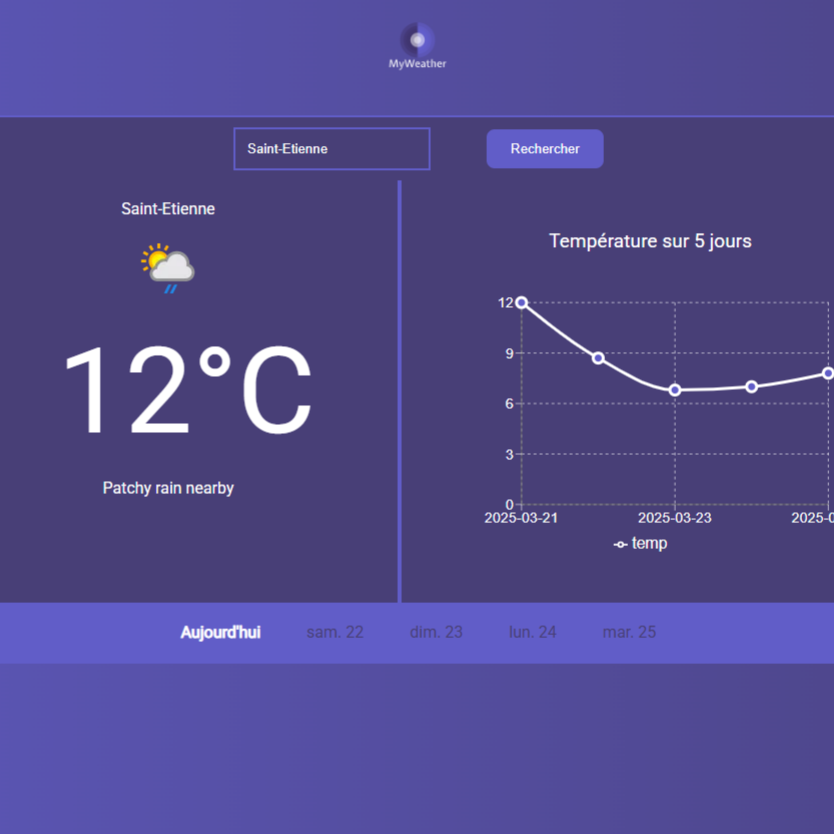 MyWeather
Saint-Etienne
Rechercher
Saint-Etienne
12°C
Patchy rain nearby
Température sur 5 jours
12
9
6
3
0
2025-03-21 2025-03-23 2025-0
temp
Aujourd'hui sam. 22 dim. 23 lun. 24 mar. 25